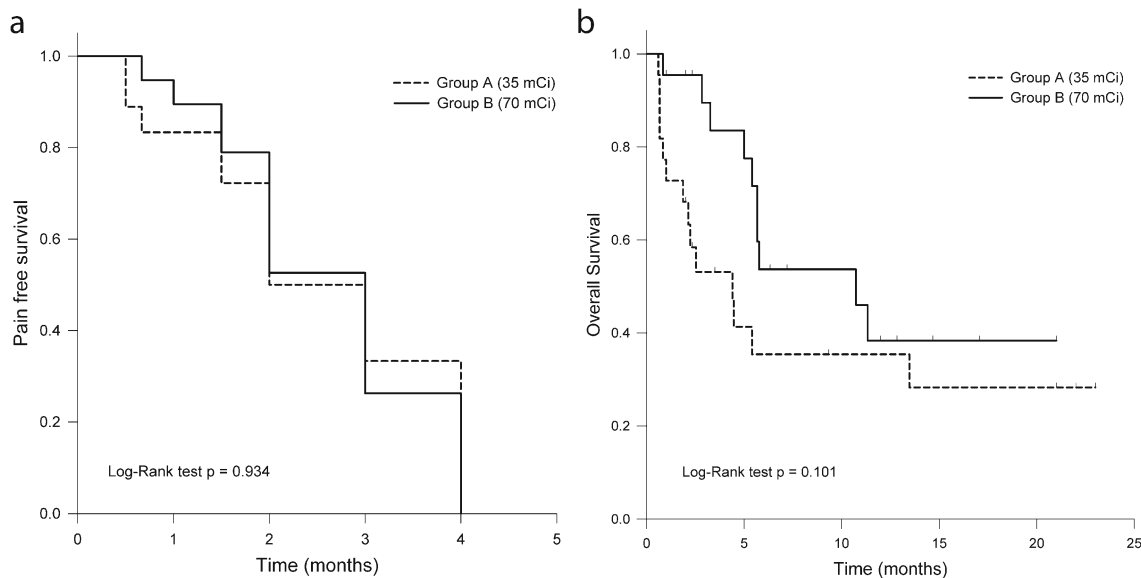 a
1.0
0.8
0.6
0.4
0.2
0.0
Pain free survival
Group A (35 mCi)
Group B (70 mCi)
Log-Rank test p = 0.934
0 1 2 3 4 5
Time (months)
b
1.0
0.8
0.6
0.4
0.2
0.0
Overall Survival
Group A (35 mCi)
Group B (70 mCi)
Log-Rank test p = 0.101
0 5 10 15 20 25
Time (months)